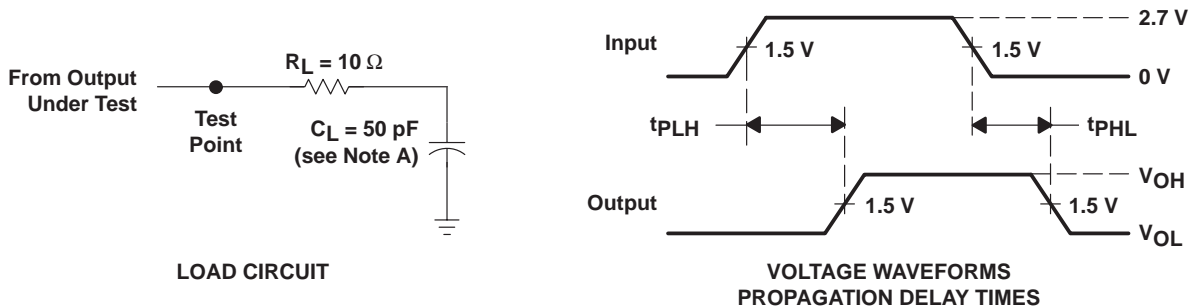 From Output
Under Test
Test
Point
RL = 10 Ω
CL = 50 pF
(see Note A)
LOAD CIRCUIT
Input
1.5 V
1.5 V
2.7 V
0 V
tPLH
tPHL
Output
1.5 V
1.5 V
VOH
VOL
VOLTAGE WAVEFORMS
PROPAGATION DELAY TIMES